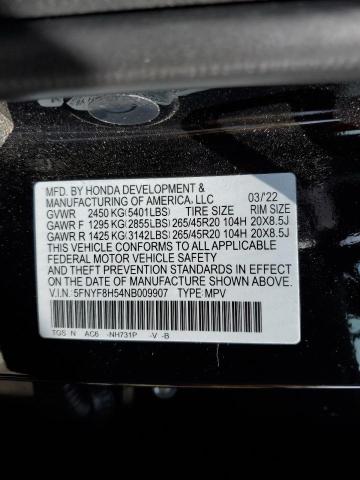 MFD. BY HONDA DEVELOPMENT &
MANUFACTURING OF AMERICA, LLC 03/'22
GVWR 2450 KG(5401LBS) TIRE SIZE RIM SIZE
GAWR F 1295 KG(2855LBS) 265/45R20 104H 20X8.5J
GAWR R 1425 KG(3142LBS) 265/45R20 104H 20X8.5J
THIS VEHICLE CONFORMS TO ALL APPLICABLE
FEDERAL MOTOR VEHICLE SAFETY
AND THEFT PREVENTION STANDARDS IN EFFECT
ON THE DATE OF MANUFACTURE SHOWN ABOVE.
V.I.N: 5FNYF8H54NB009907 TYPE: MPV
TGS N AC6 -NH731P -V -B